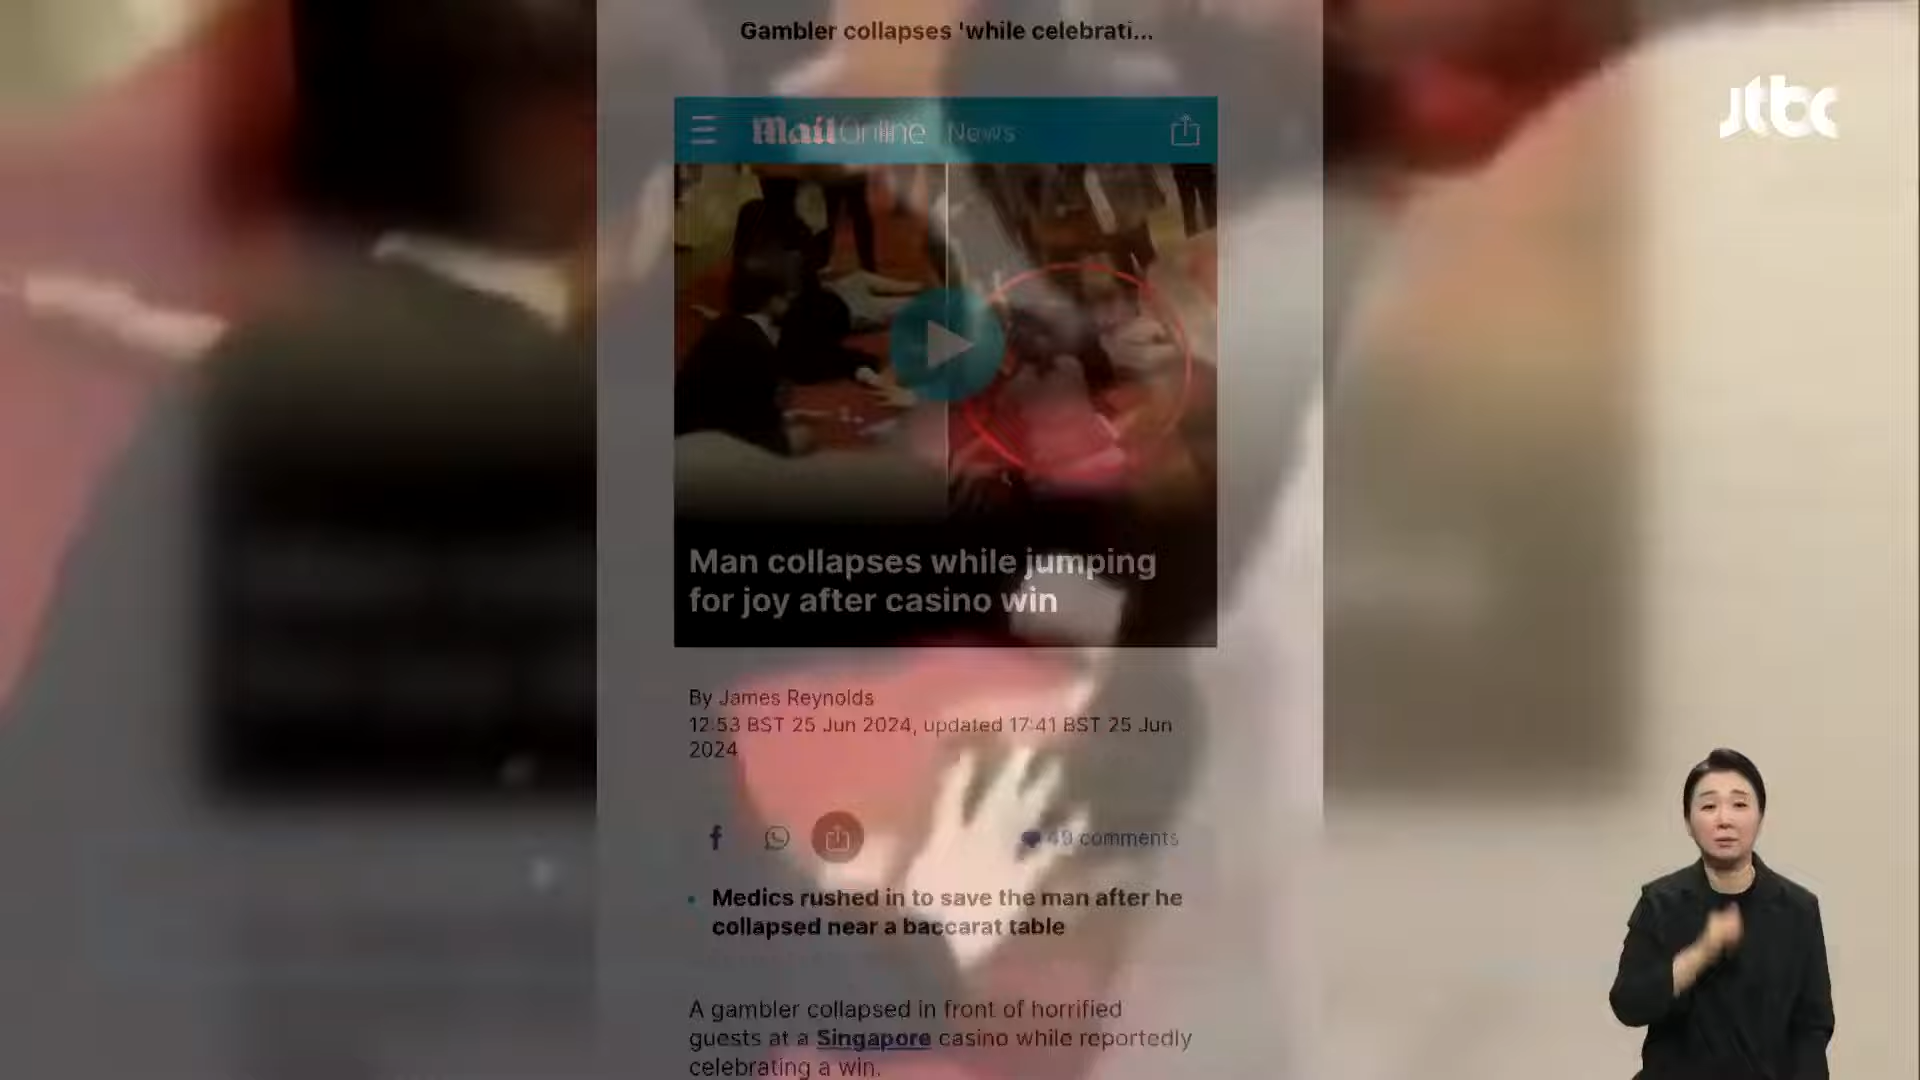 Gambler collapses 'while celebrati...
jtbc
MailOnline News
Man collapses while jumping
for joy after casino win
By James Reynolds
12:53 BST 25 Jun 2024, updated 17:41 BST 25 Jun
2024
49 comments
Medics rushed in to save the man after he
collapsed near a baccarat table
A gambler collapsed in front of horrified
guests at a Singapore casino while reportedly
celebrating a win.